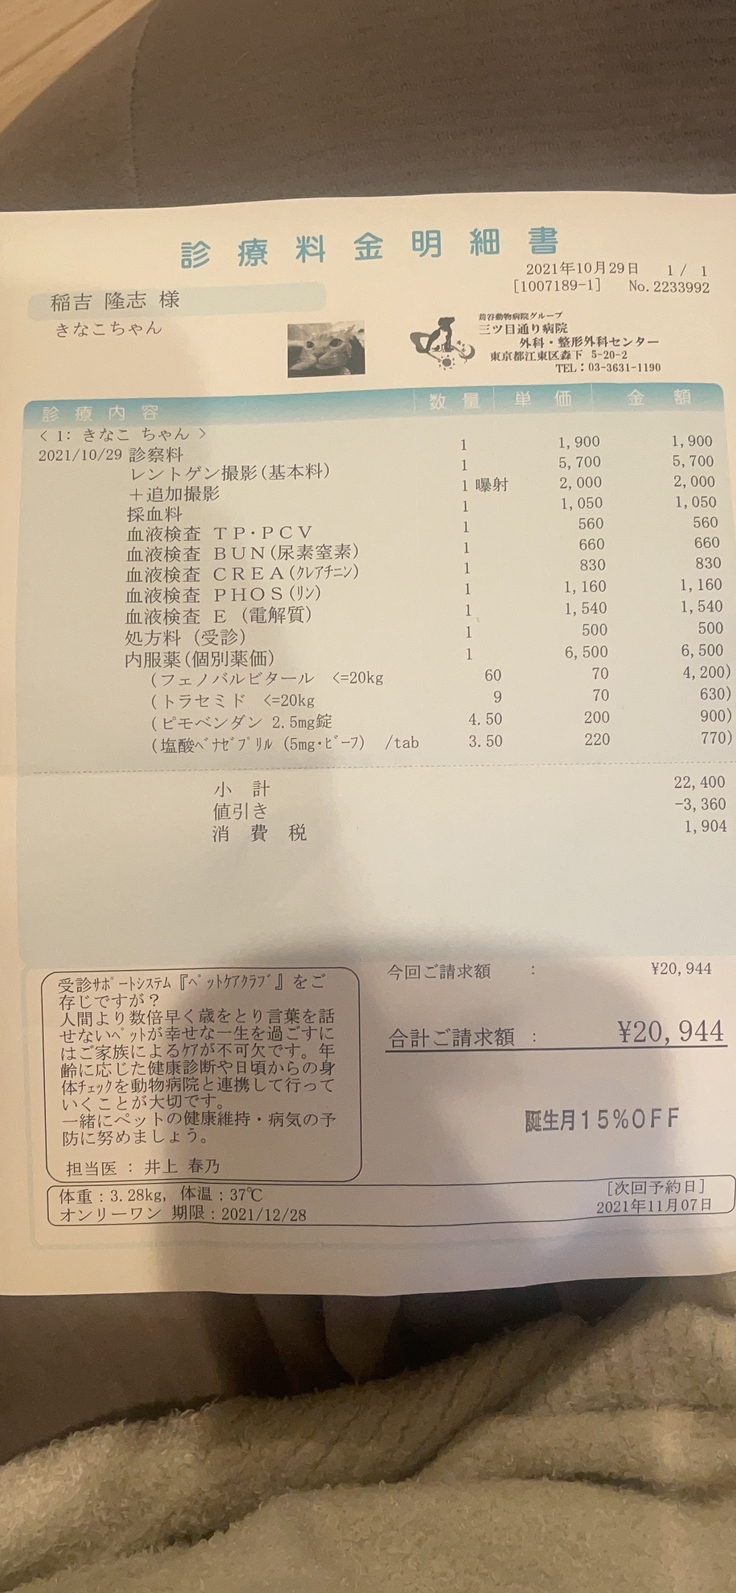 診療料金明細書
2021年10月29日 1/ 1
[1007189-1] No.2233992
稲吉 隆志 様
きなこちゃん
動物病院グループ
三ツ目通り病院
外科・整形外科センター
東京都江東区森下 5-20-2
TEL：03-3631-1190
診療内容 数量 単価 金額
< 1: きなこ ちゃん >
2021/10/29 診察料 1 1,900 1,900
レントゲン撮影(基本料) 1 5,700 5,700
＋追加撮影 1 曝射 2,000 2,000
採血料 1 1,050 1,050
血液検査 ＴＰ・ＰＣＶ 1 560 560
血液検査 ＢＵＮ(尿素窒素) 1 660 660
血液検査 ＣＲＥＡ(ｸﾚｱﾁﾆﾝ) 1 830 830
血液検査 ＰＨＯＳ(ﾘﾝ) 1 1,160 1,160
血液検査 Ｅ (電解質) 1 1,540 1,540
処方料 (受診) 1 500 500
内服薬(個別薬価) 1 6,500 6,500
(フェノバルビタール <=20kg 60 70 4,200)
(トラセミド <=20kg 9 70 630)
(ピモベンダン 2.5mg錠 4.50 200 900)
(塩酸ﾍﾞﾅｾﾞﾌﾟﾘﾙ (5mg・ﾋﾞｰﾌ) /tab 3.50 220 770)
小 計 22,400
値引き -3,360
消 費 税 1,904
受診ｻﾎﾟｰﾄｼｽﾃﾑ『ﾍﾟｯﾄｹｱｸﾗﾌﾞ』をご
存じですが？
人間より数倍早く歳をとり言葉を話
せないﾍﾟｯﾄが幸せな一生を過ごすに
はご家族によるｹｱが不可欠です。年
齢に応じた健康診断や日頃からの身
体ﾁｪｯｸを動物病院と連携して行って
いくことが大切です。
一緒にペットの健康維持・病気の予
防に努めましょう。
担当医 : 井上 春乃
今回ご請求額 : ¥20,944
合計ご請求額 : ¥20,944
誕生月１５％ＯＦＦ
体重：3.28kg, 体温：37℃
オンリーワン 期限：2021/12/28
[次回予約日]
2021年11月07日